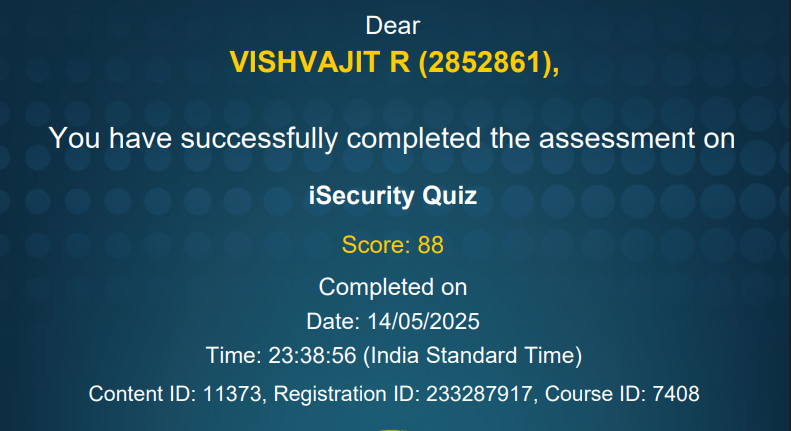 Dear
VISHVAJIT R (2852861),
You have successfully completed the assessment on
iSecurity Quiz
Score: 88
Completed on
Date: 14/05/2025
Time: 23:38:56 (India Standard Time)
Content ID: 11373, Registration ID: 233287917, Course ID: 7408